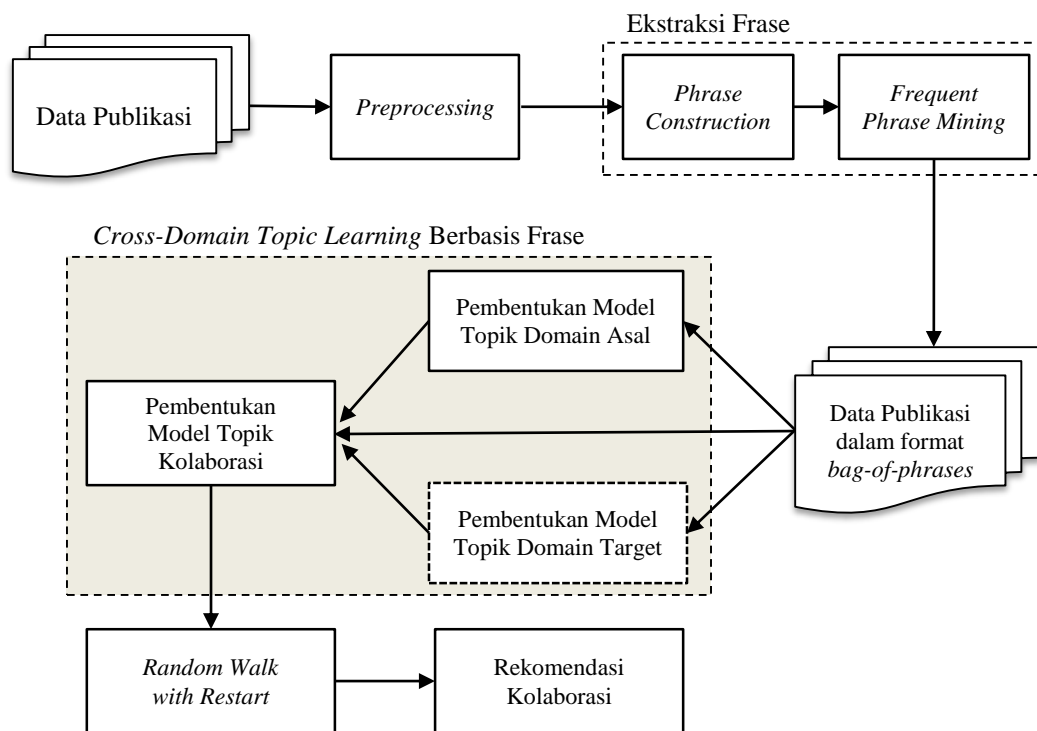 Ekstraksi Frase
Data Publikasi
Preprocessing
Phrase
Construction
Frequent
Phrase Mining
Cross-Domain Topic Learning Berbasis Frase
Pembentukan Model
Topik Domain Asal
Pembentukan
Model Topik
Kolaborasi
Data Publikasi
dalam format
bag-of-phrases
Pembentukan Model
Topik Domain Target
Random Walk
with Restart
Rekomendasi
Kolaborasi